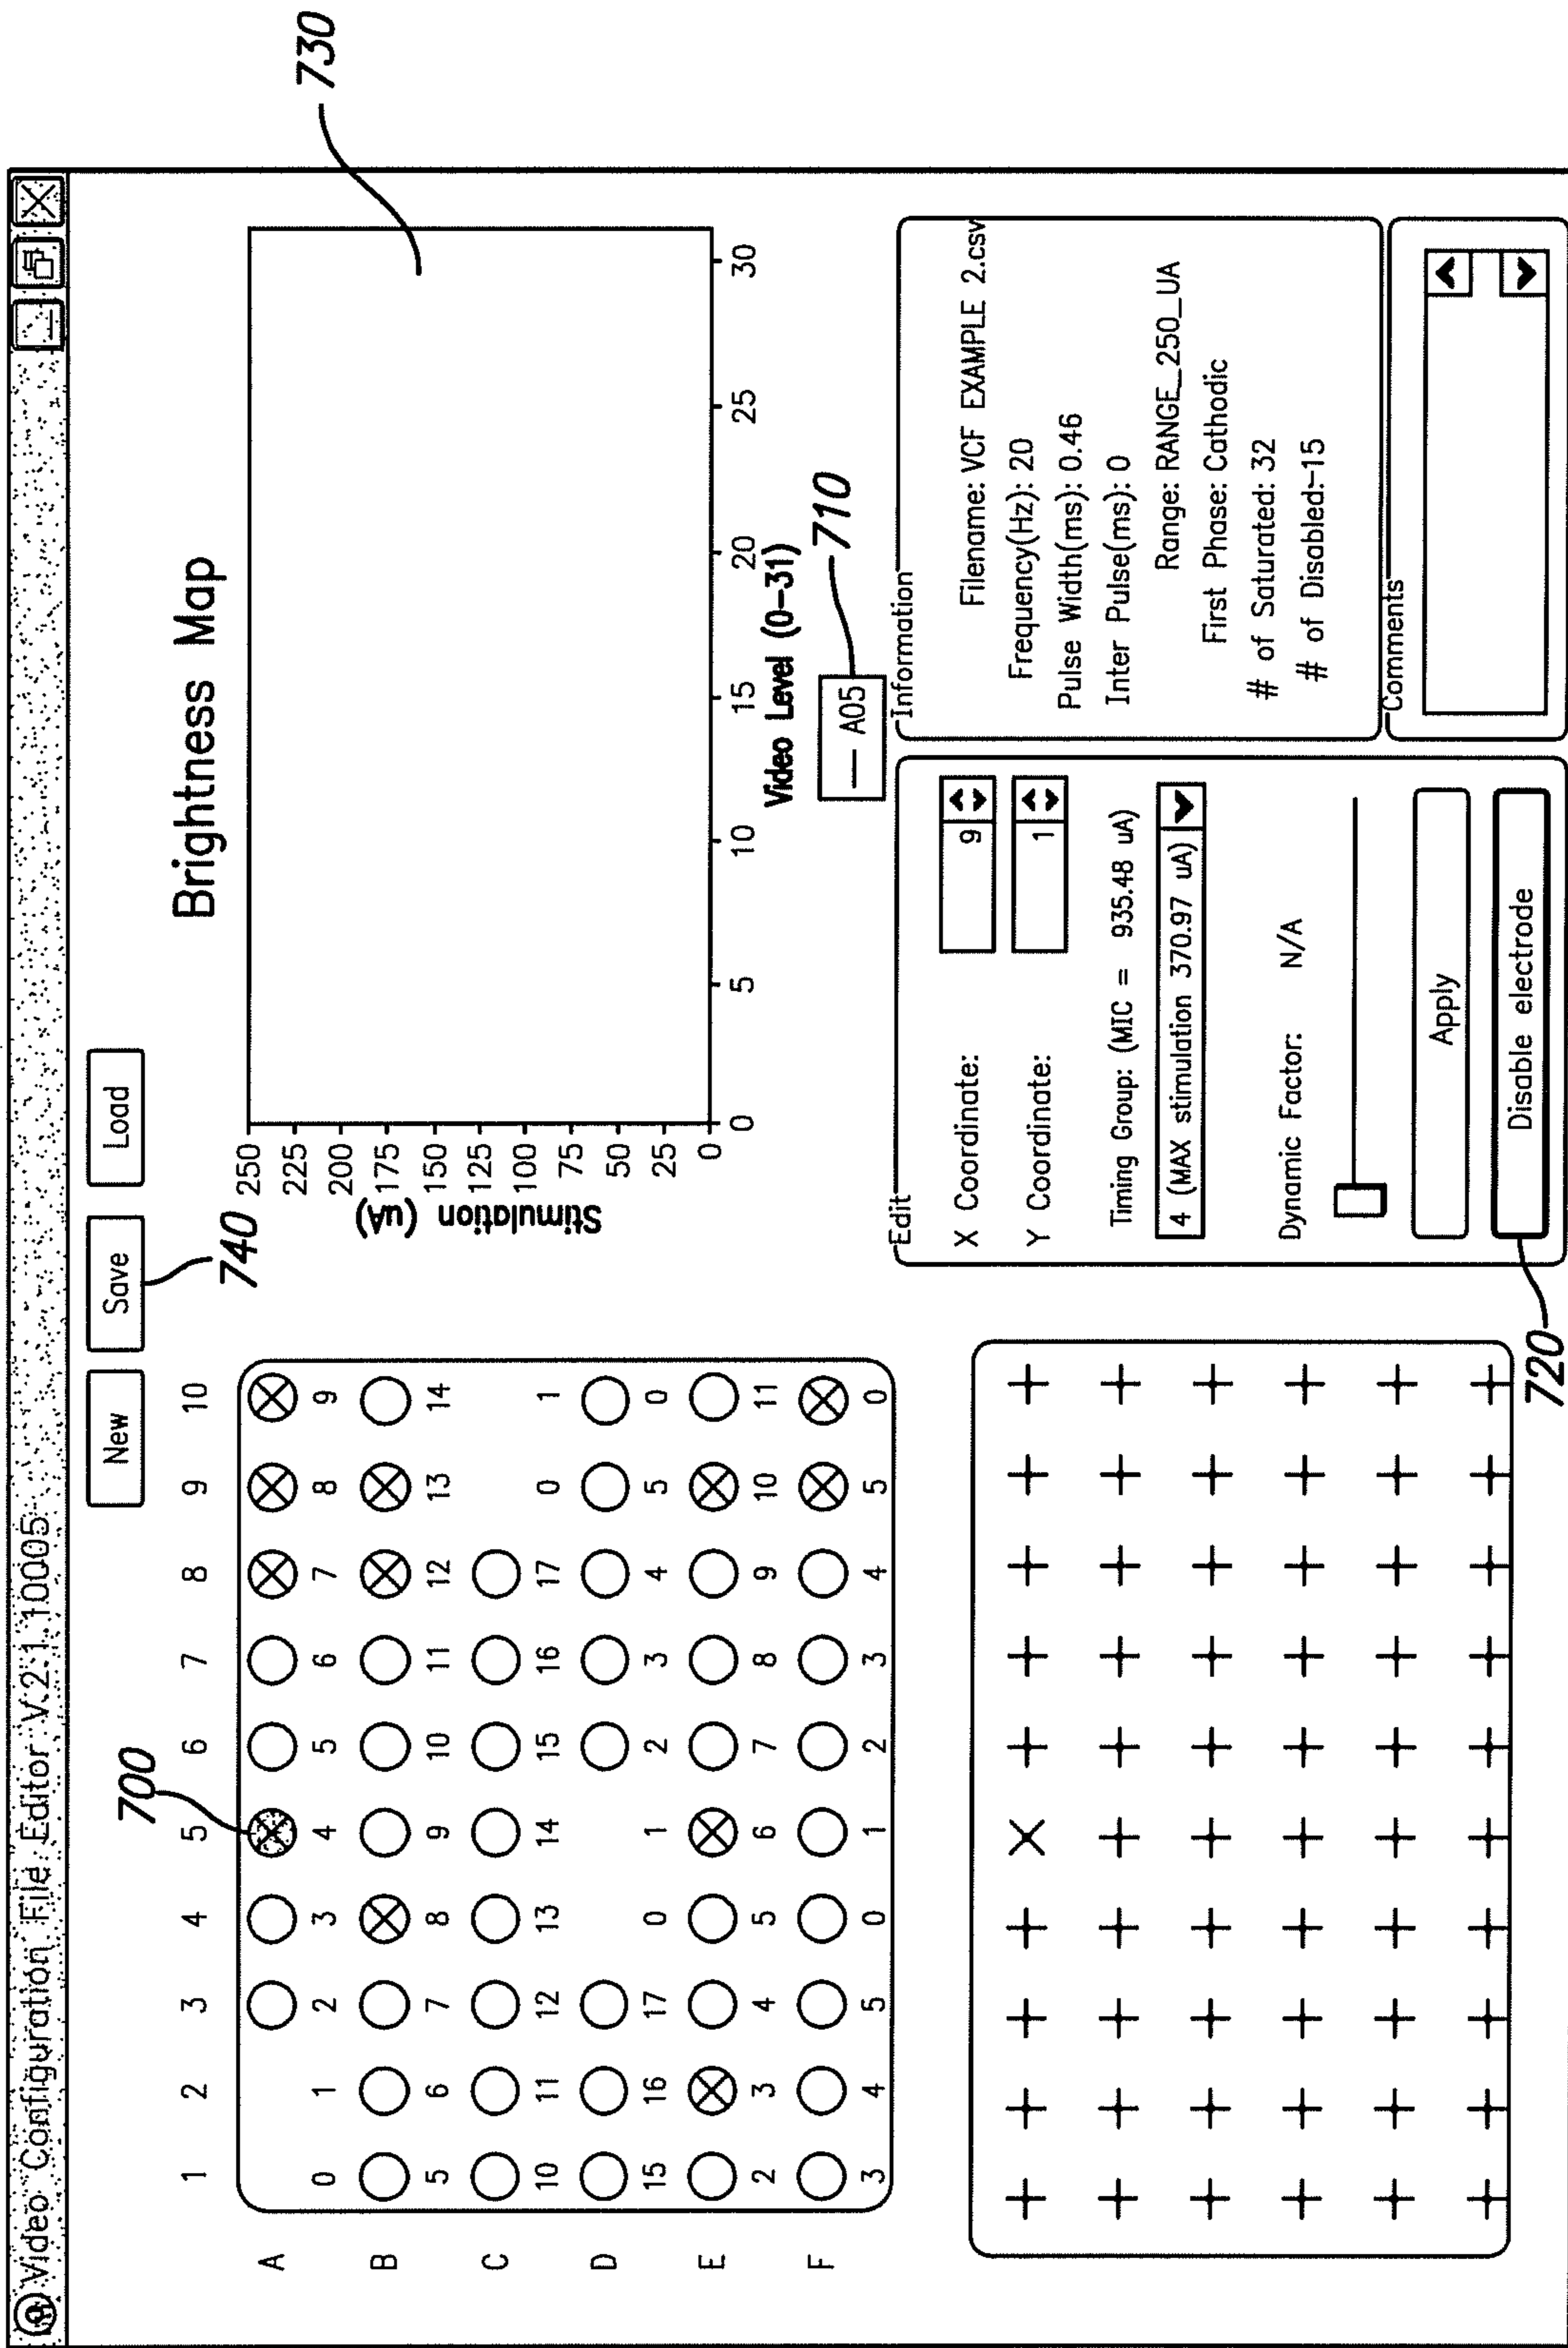 Video Configuration File Editor V.2.1.10005
New Save Load
740
700
1 2 3 4 5 6 7 8 9 10
A
0 1 2 3 4 5 6 7 8 9
B
5 6 7 8 9 10 11 12 13 14
C
10 11 12 13 14 15 16 17 0 1
D
15 16 17 0 1 2 3 4 5 0
E
2 3 4 5 6 7 8 9 10 11
F
3 4 5 0 1 2 3 4 5 0
Brightness Map
730
Stimulation (uA)
250
225
200
175
150
125
100
75
50
25
0
0 5 10 15 20 25 30
Video Level (0-31)
— A05
710
Edit
X Coordinate: 9
Y Coordinate: 1
Timing Group: (MIC = 935.48 uA)
4 (MAX stimulation 370.97 uA)
Dynamic Factor: N/A
Apply
Disable electrode
720
Information
Filename: VCF EXAMPLE 2.csv
Frequency(Hz): 20
Pulse Width(ms): 0.46
Inter Pulse(ms): 0
Range: RANGE_250_UA
First Phase: Cathodic
# of Saturated: 32
# of Disabled:-15
Comments